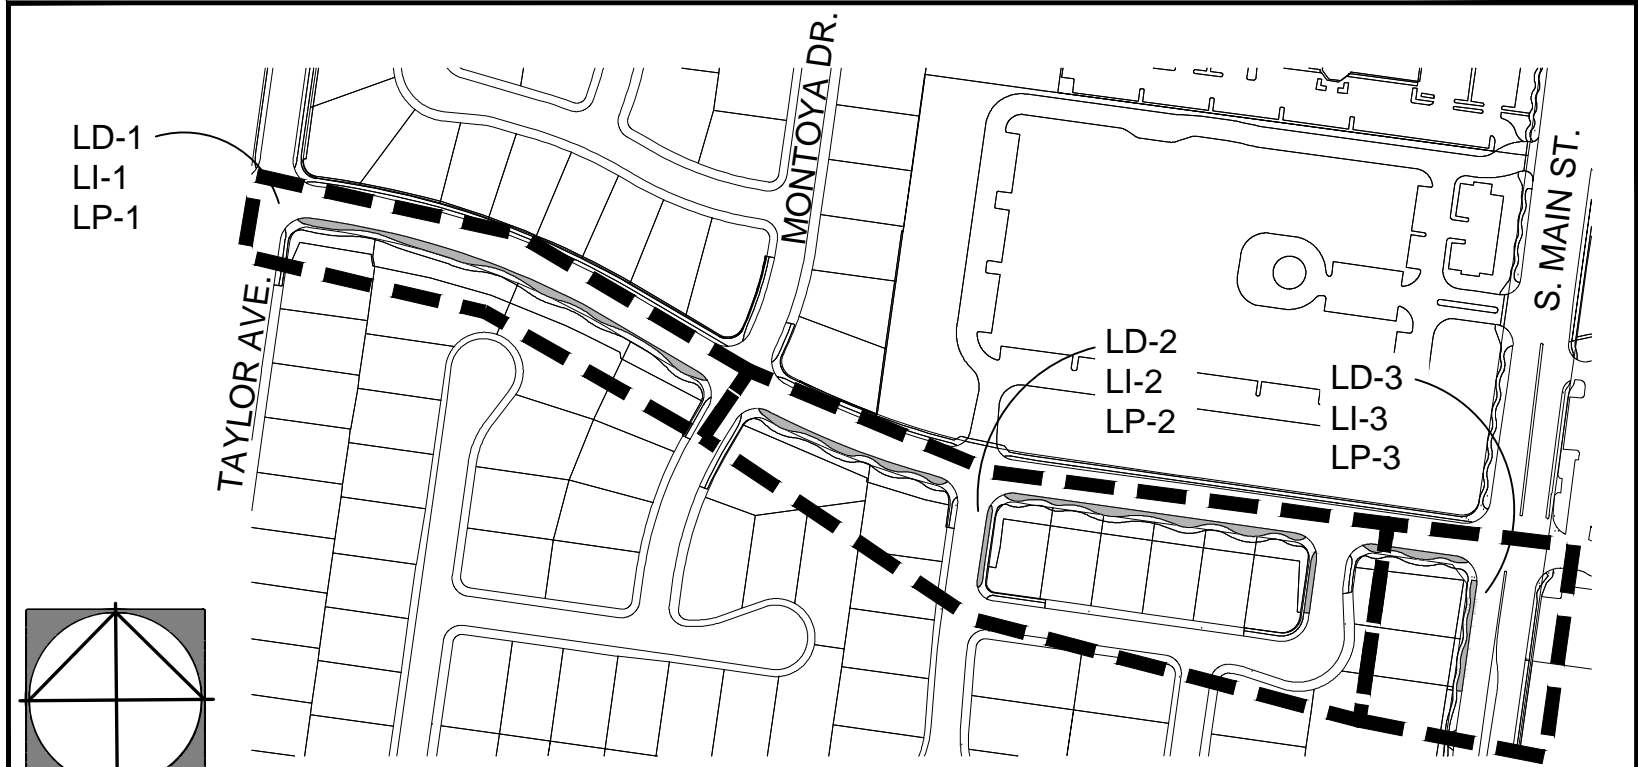 MONTOYA DR.
LD-1
LI-1
LP-1
S. MAIN ST.
TAYLOR AVE.
LD-2
LI-2
LP-2
LD-3
LI-3
LP-3